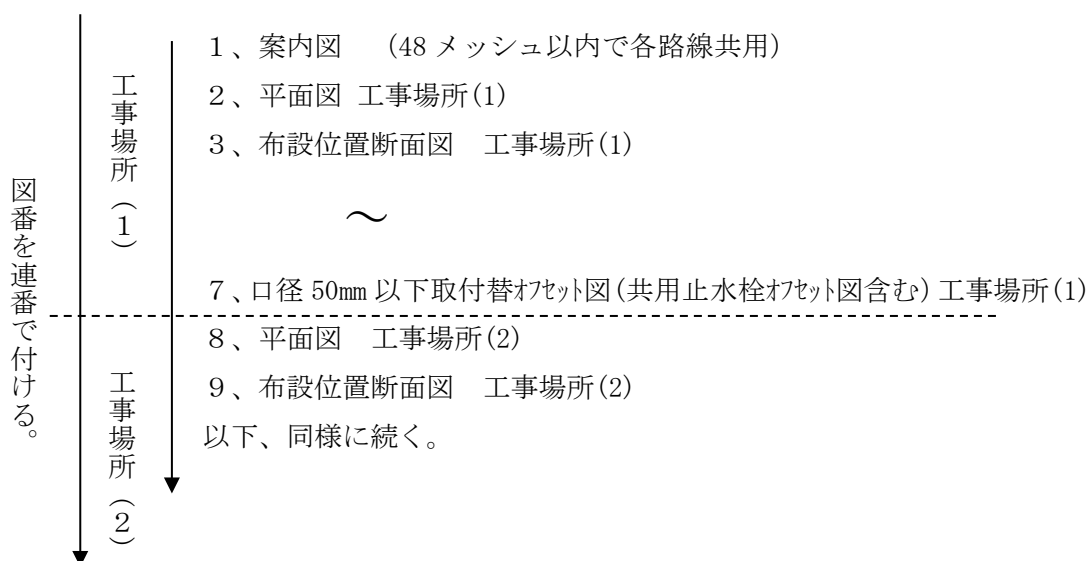 図番を連番で付ける。
工事場所（１）
１、案内図　（48 メッシュ以内で各路線共用）
２、平面図 工事場所(1)
３、布設位置断面図　工事場所(1)
～
７、口径 50mm 以下取付替ｵﾌｾｯﾄ図(共用止水栓ｵﾌｾｯﾄ図含む) 工事場所(1)
工事場所（２）
８、平面図　工事場所(2)
９、布設位置断面図　工事場所(2)
以下、同様に続く。